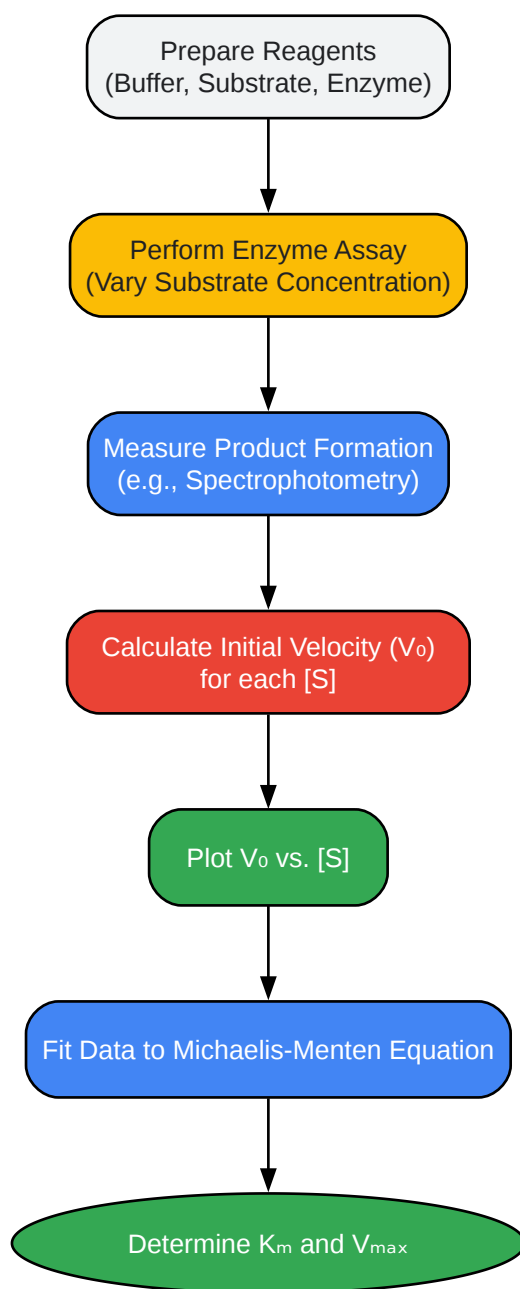 Prepare Reagents
(Buffer, Substrate, Enzyme)
Perform Enzyme Assay
(Vary Substrate Concentration)
Measure Product Formation
(e.g., Spectrophotometry)
Calculate Initial Velocity (V₀)
for each [S]
Plot V₀ vs. [S]
Fit Data to Michaelis-Menten Equation
Determine Kₘ and Vₘₐₓ